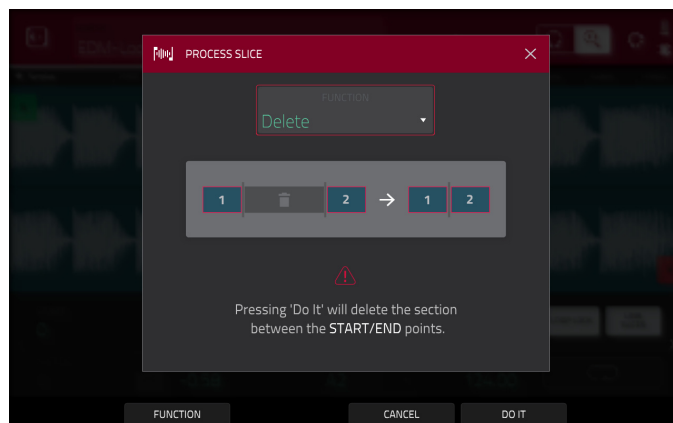 PROCESS SLICE
FUNCTION
Delete
1
2
1
2
Pressing 'Do It' will delete the section
between the START/END points.
FUNCTION
CANCEL
DO IT